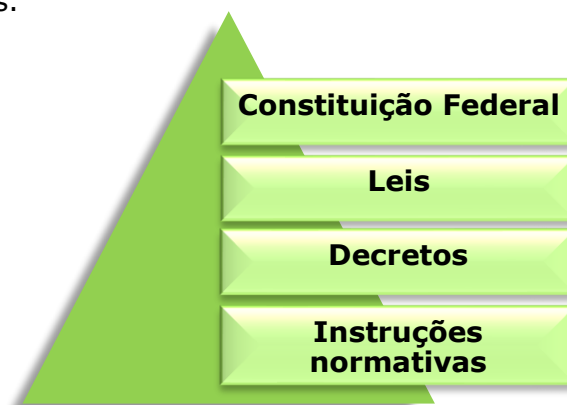 s.
Constituição Federal
Leis
Decretos
Instruções
normativas